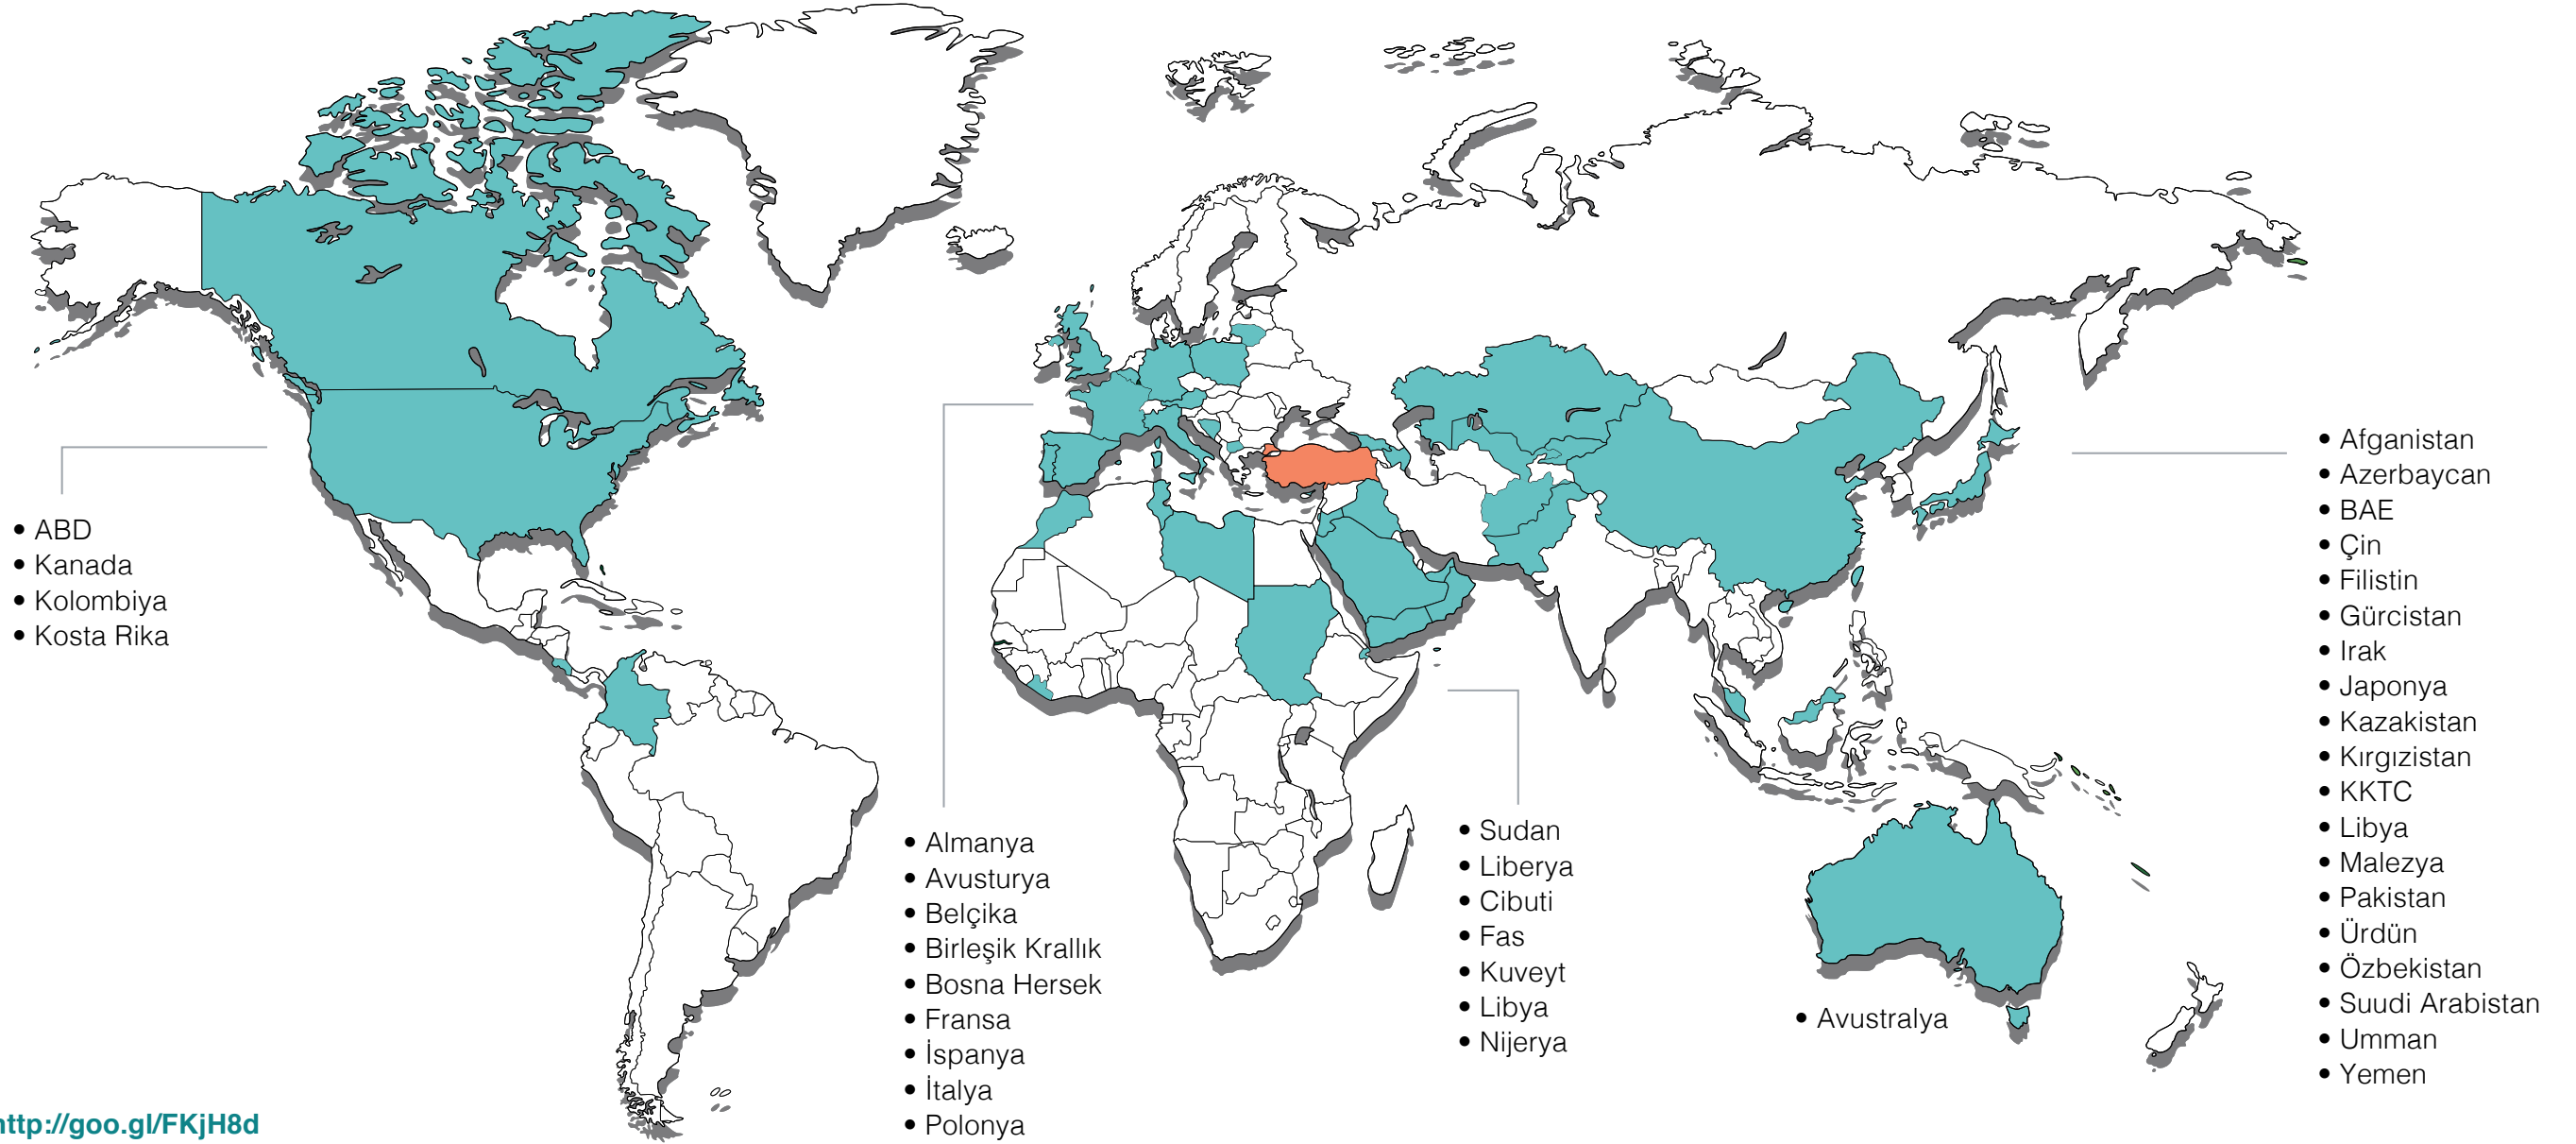 • ABD
• Kanada
• Kolombiya
• Kosta Rika
• Almanya
• Avusturya
• Belçika
• Birleşik Krallık
• Bosna Hersek
• Fransa
• İspanya
• İtalya
• Polonya
• Sudan
• Liberya
• Cibuti
• Fas
• Kuveyt
• Libya
• Nijerya
• Avustralya
• Afganistan
• Azerbaycan
• BAE
• Çin
• Filistin
• Gürcistan
• Irak
• Japonya
• Kazakistan
• Kırgızistan
• KKTC
• Libya
• Malezya
• Pakistan
• Ürdün
• Özbekistan
• Suudi Arabistan
• Umman
• Yemen
http://goo.gl/FKjH8d